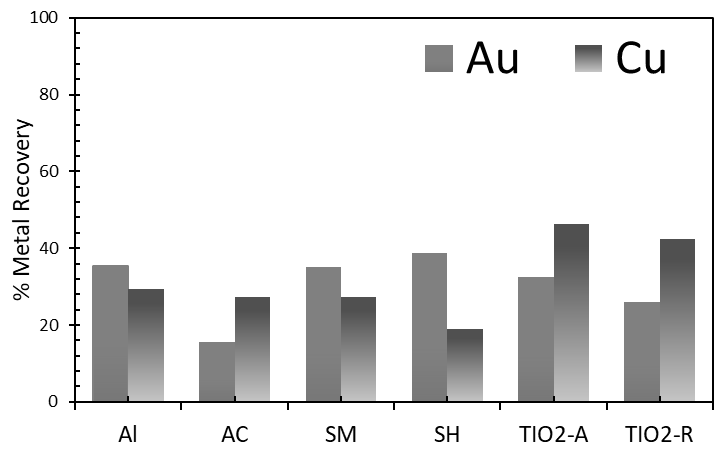 100
80
60
40
20
0
% Metal Recovery
Au Cu
Al AC SM SH TIO2-A TIO2-R